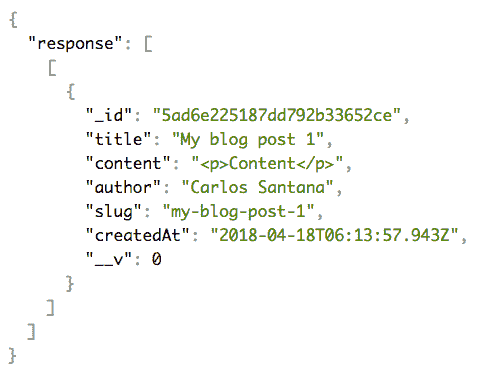 {
  "response": [
    [
      {
        "_id": "5ad6e225187dd792b33652ce",
        "title": "My blog post 1",
        "content": "<p>Content</p>",
        "author": "Carlos Santana",
        "slug": "my-blog-post-1",
        "createdAt": "2018-04-18T06:13:57.943Z",
        "__v": 0
      }
    ]
  ]
}